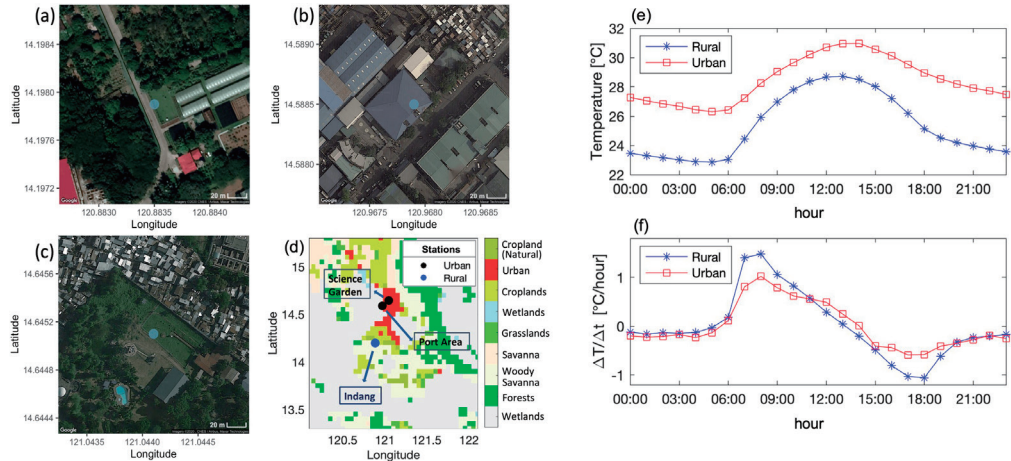 (a)
14.1984
14.1980
14.1976
14.1972
Latitude
120.8830
120.8835
120.8840
Longitude
Google
20 m
(b)
14.5890
14.5885
14.5880
Latitude
120.9675
120.9680
120.9685
Longitude
Google
20 m
(c)
14.6456
14.6452
14.6448
14.6444
Latitude
121.0435
121.0440
121.0445
Longitude
Google
20 m
(d)
Stations
Urban
Rural
Science
Garden
Port Area
Indang
15
14.5
14
13.5
Latitude
120.5
121
121.5
122
Longitude
Cropland
(Natural)
Urban
Croplands
Wetlands
Grasslands
Savanna
Woody
Savanna
Forests
Wetlands
(e)
Rural
Urban
Temperature [°C]
32
30
28
26
24
22
00:00 03:00 06:00 09:00 12:00 15:00 18:00 21:00
hour
(f)
Rural
Urban
ΔT/Δt [°C/hour]
1
0
-1
00:00 03:00 06:00 09:00 12:00 15:00 18:00 21:00
hour